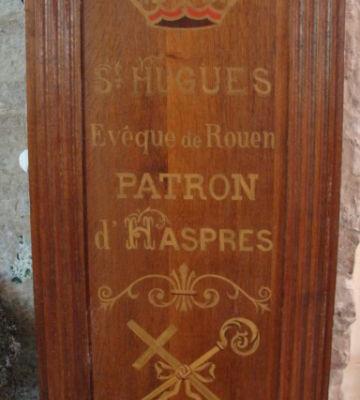 St HUGUES
Evêque de Rouen
PATRON
d'HASPRES